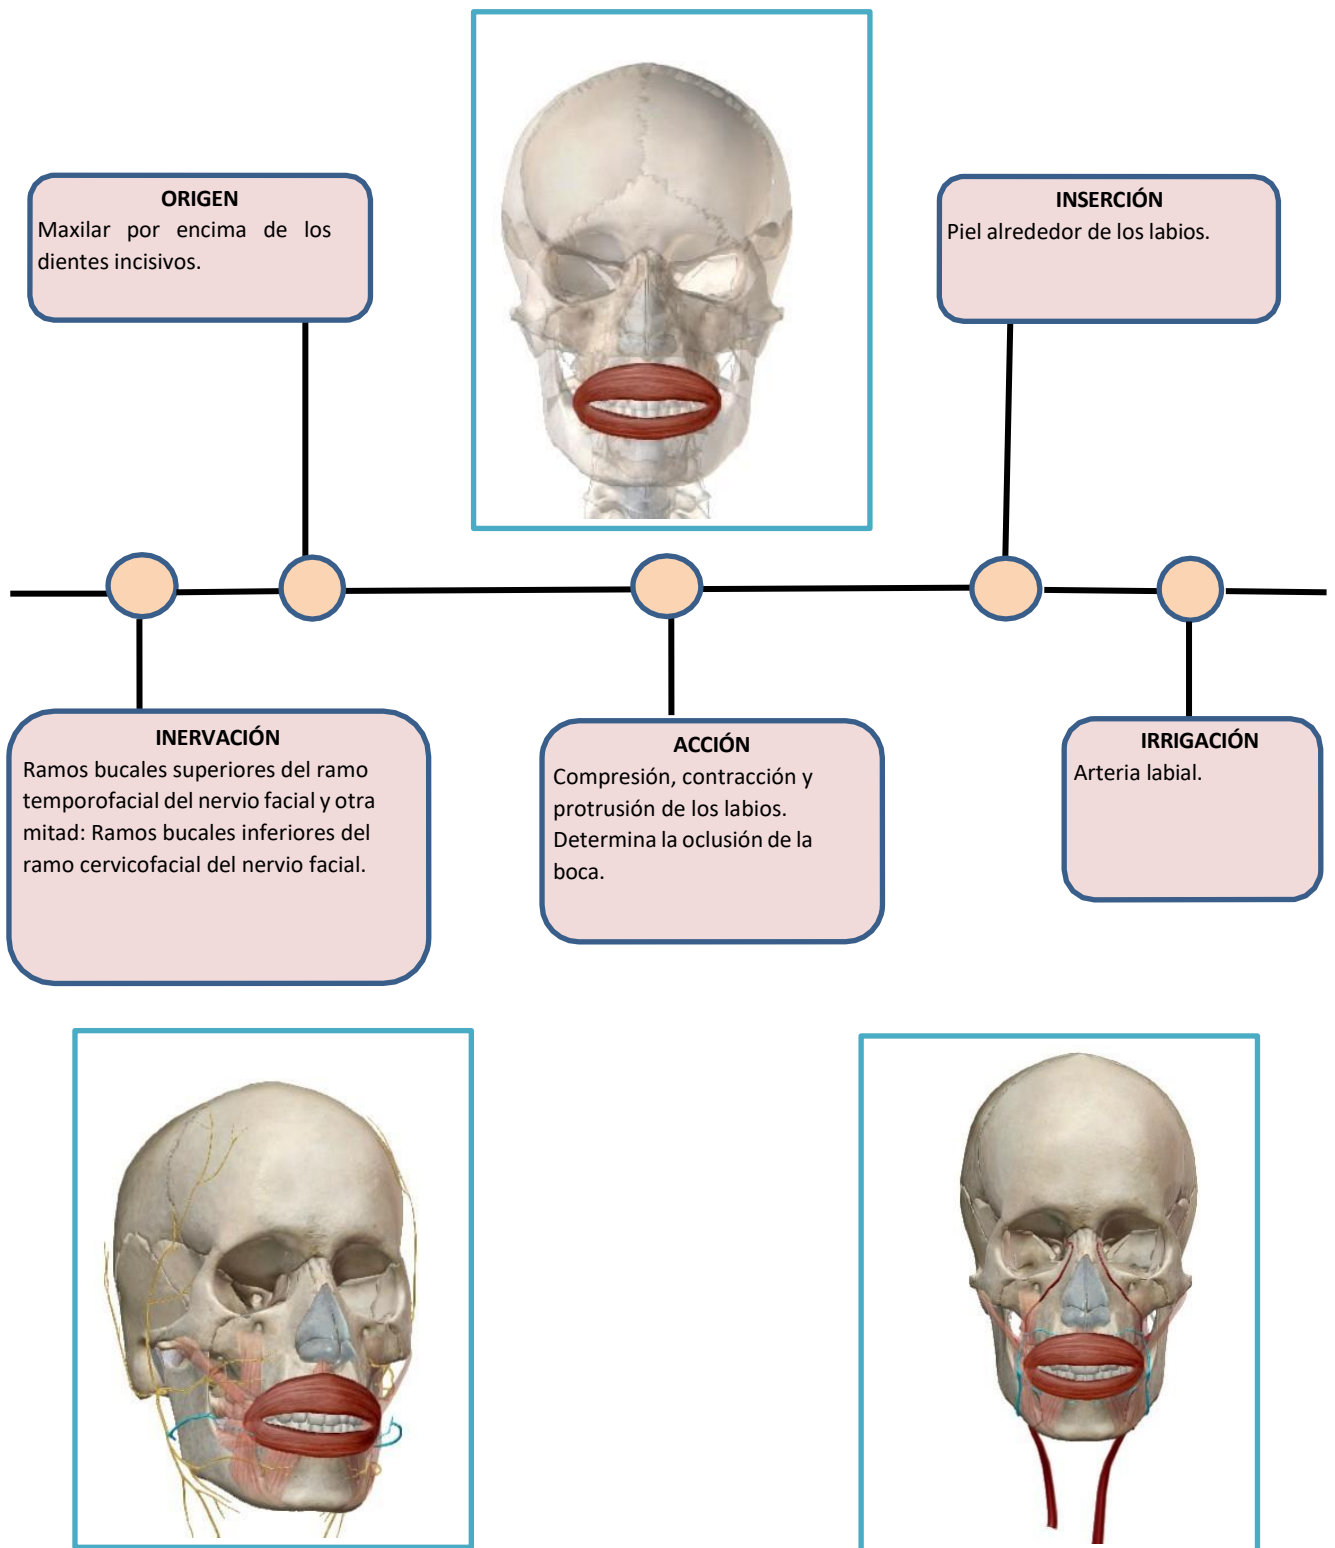 ORIGEN
Maxilar por encima de los
dientes incisivos.
INSERCIÓN
Piel alrededor de los labios.
INERVACIÓN
Ramos bucales superiores del ramo
temporofacial del nervio facial y otra
mitad: Ramos bucales inferiores del
ramo cervicofacial del nervio facial.
ACCIÓN
Compresión, contracción y
protrusión de los labios.
Determina la oclusión de la
boca.
IRRIGACIÓN
Arteria labial.